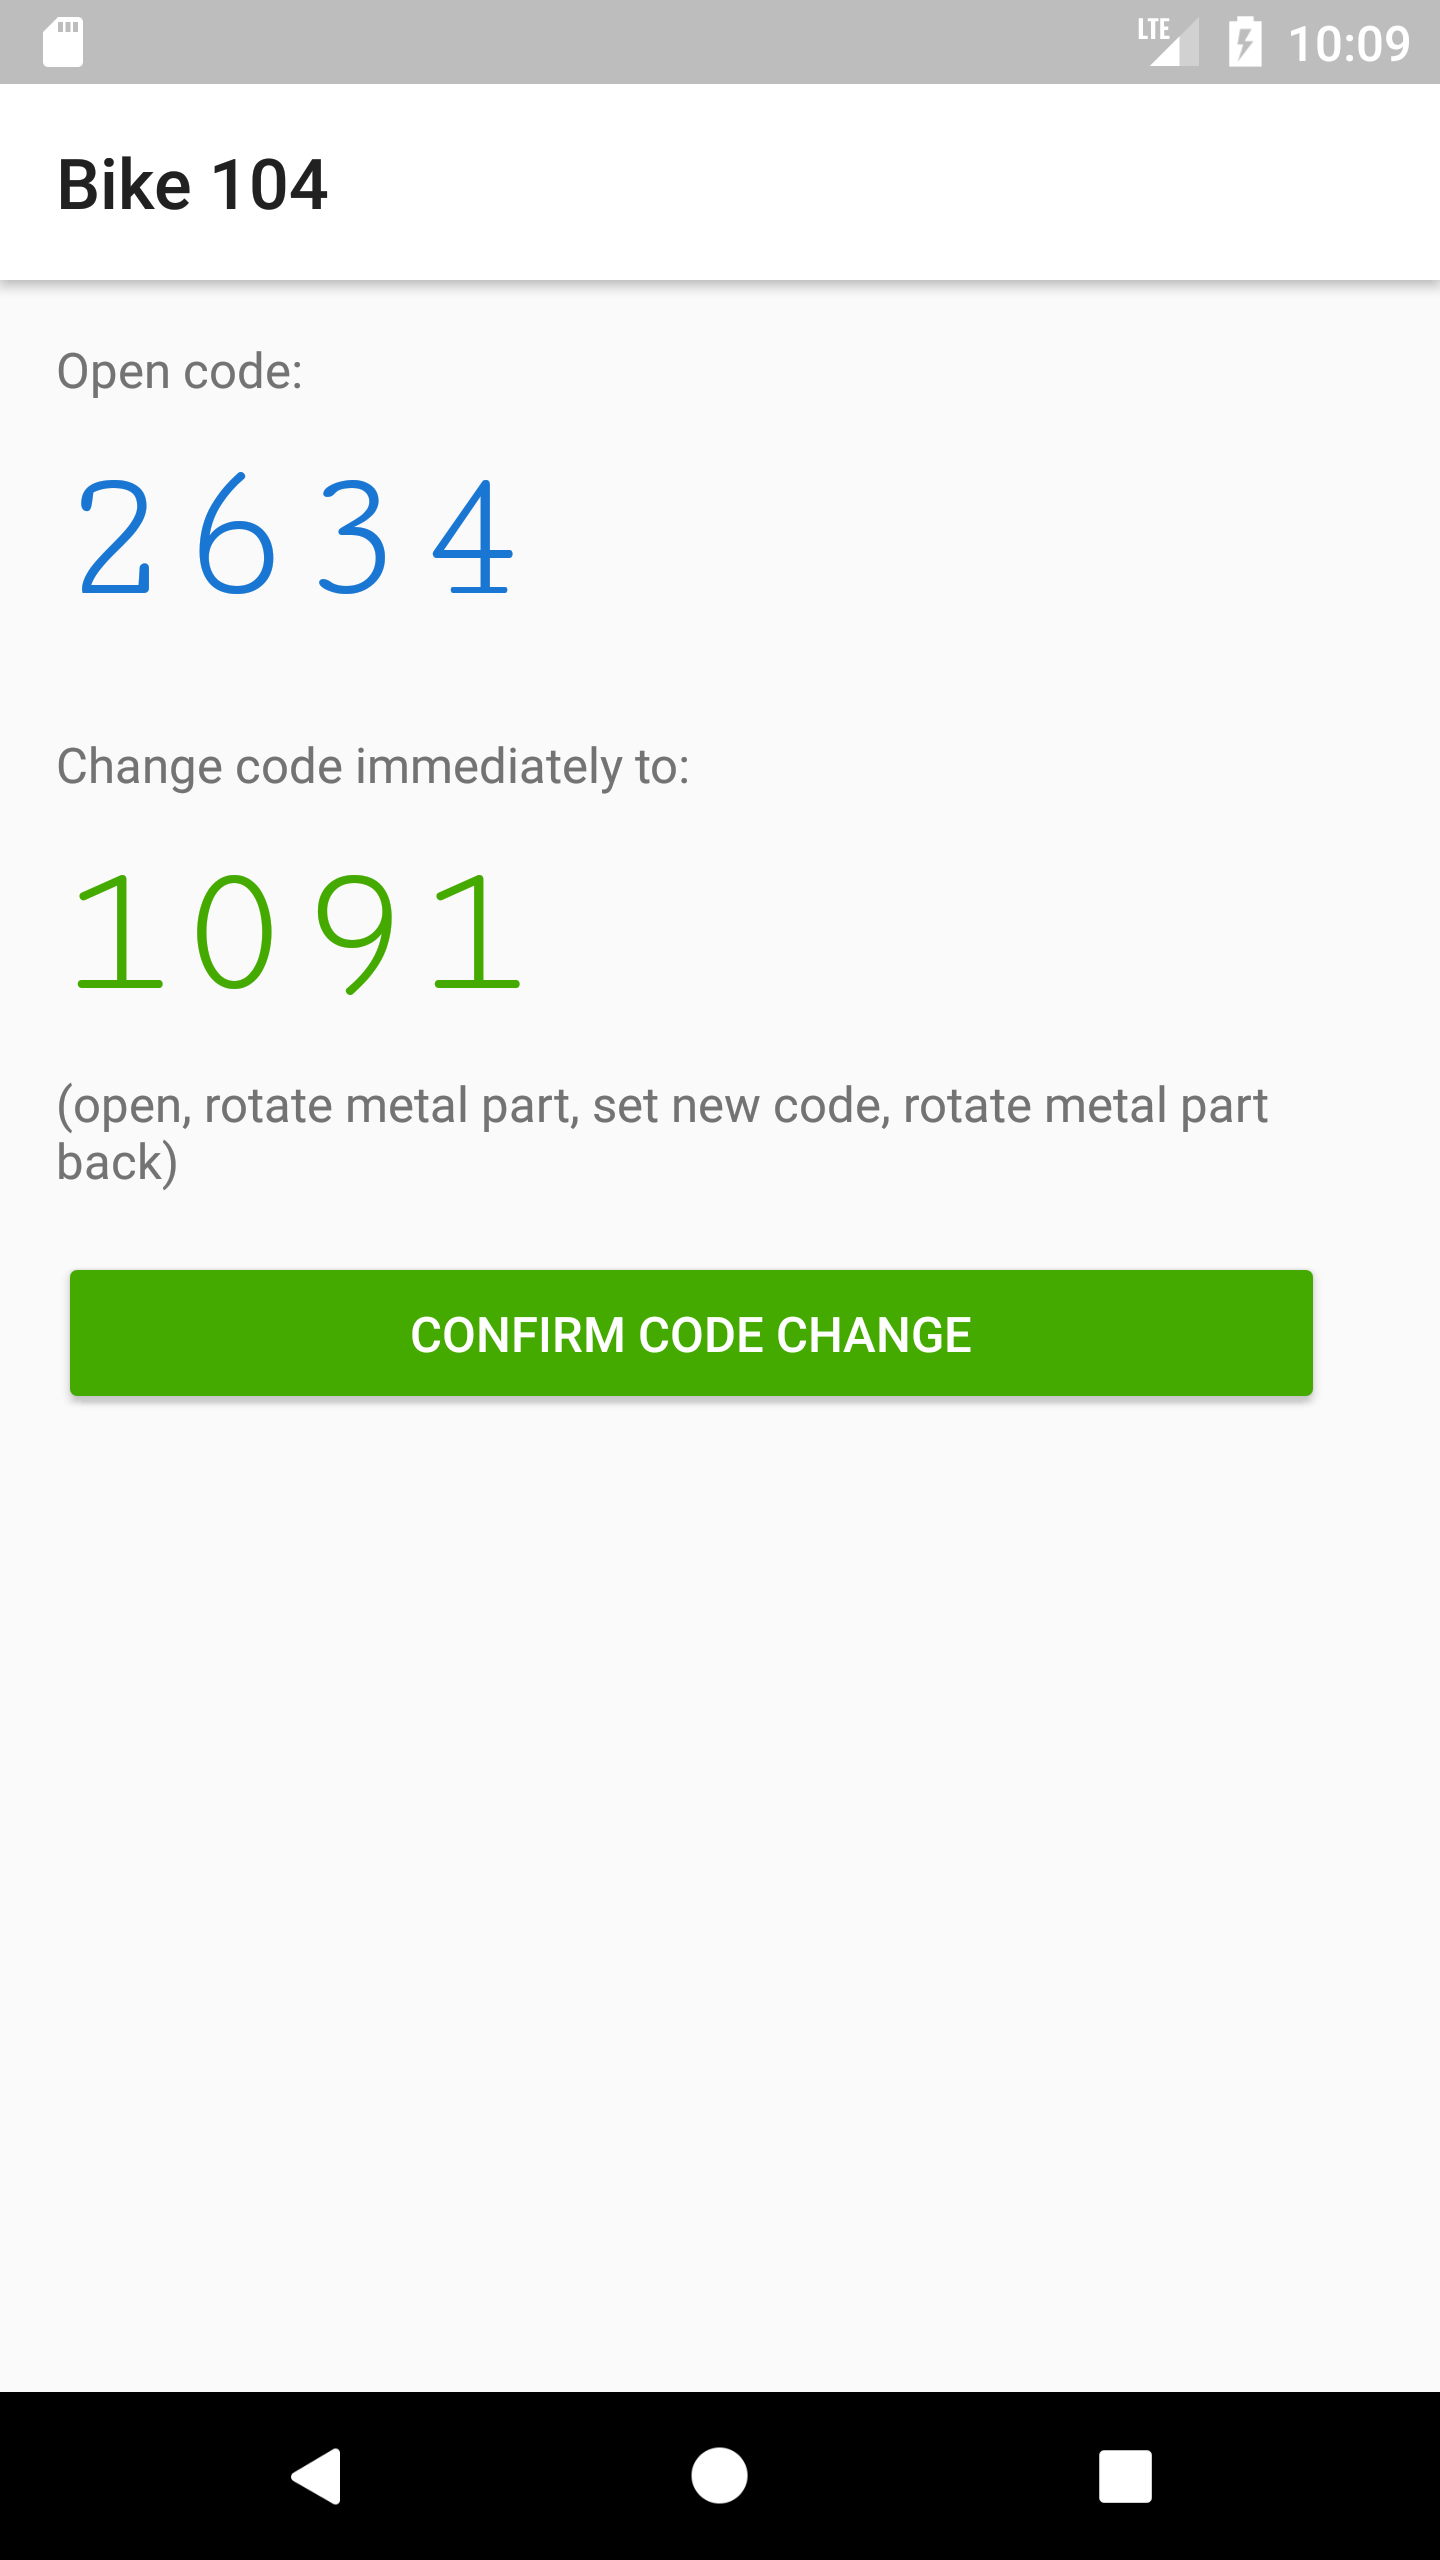 LTE 10:09
Bike 104
Open code:
2634
Change code immediately to:
1091
(open, rotate metal part, set new code, rotate metal part
back)
CONFIRM CODE CHANGE